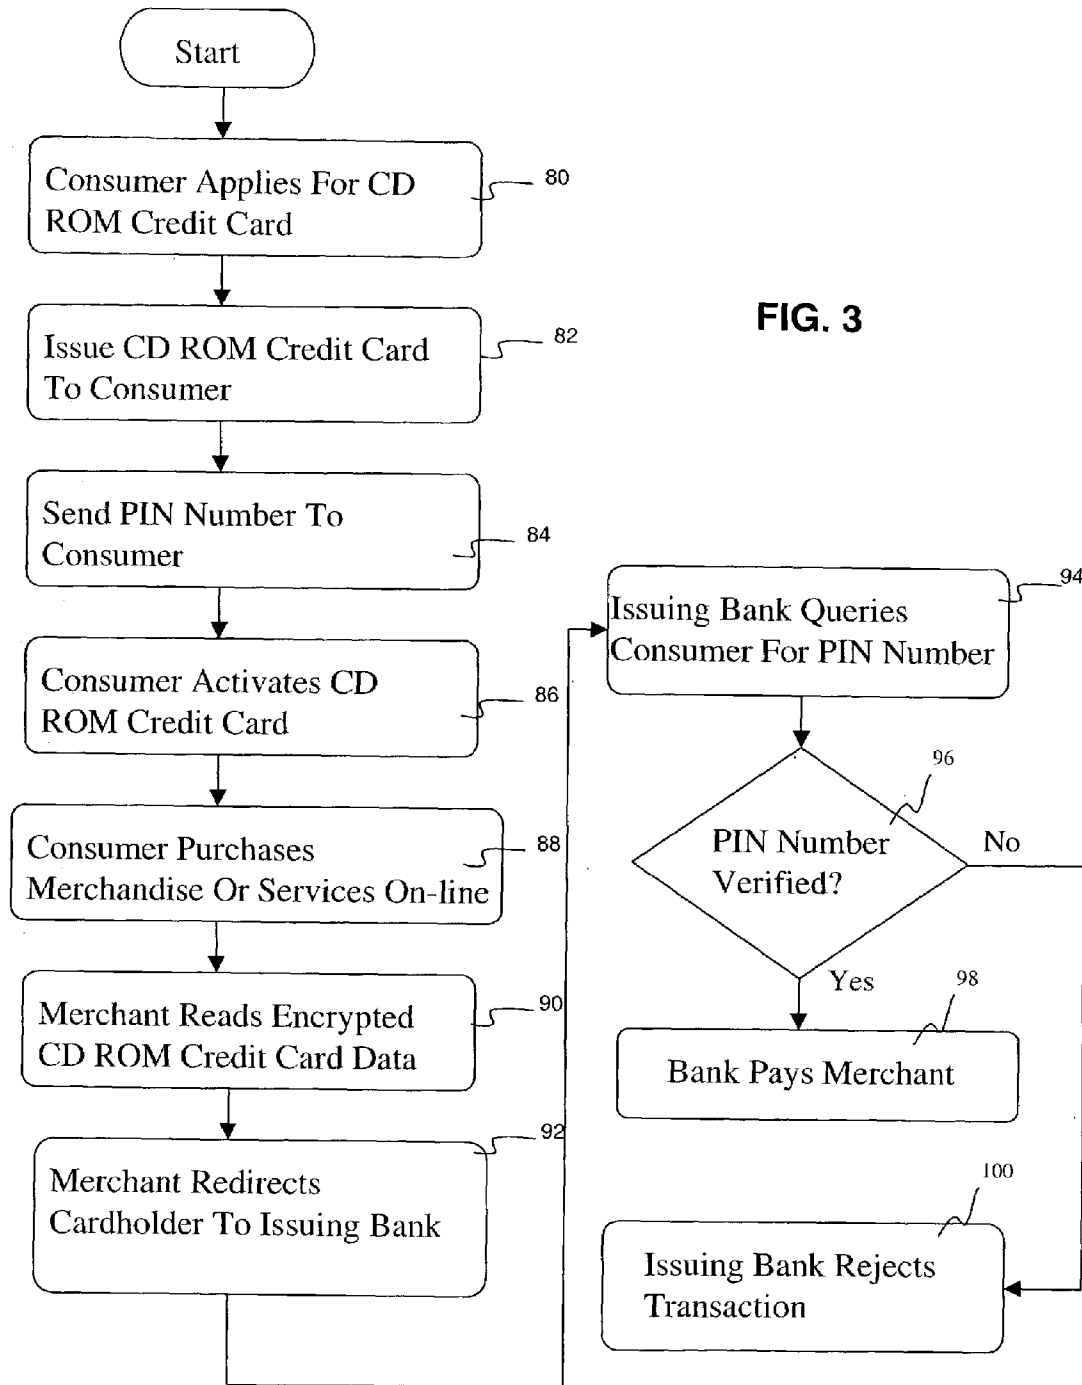 Start
Consumer Applies For CD
ROM Credit Card
80
Issue CD ROM Credit Card
To Consumer
82
FIG. 3
Send PIN Number To
Consumer
84
Consumer Activates CD
ROM Credit Card
86
Consumer Purchases
Merchandise Or Services On-line
88
Merchant Reads Encrypted
CD ROM Credit Card Data
90
Merchant Redirects
Cardholder To Issuing Bank
92
Issuing Bank Queries
Consumer For PIN Number
94
PIN Number
Verified?
96
No
Yes
Bank Pays Merchant
98
Issuing Bank Rejects
Transaction
100